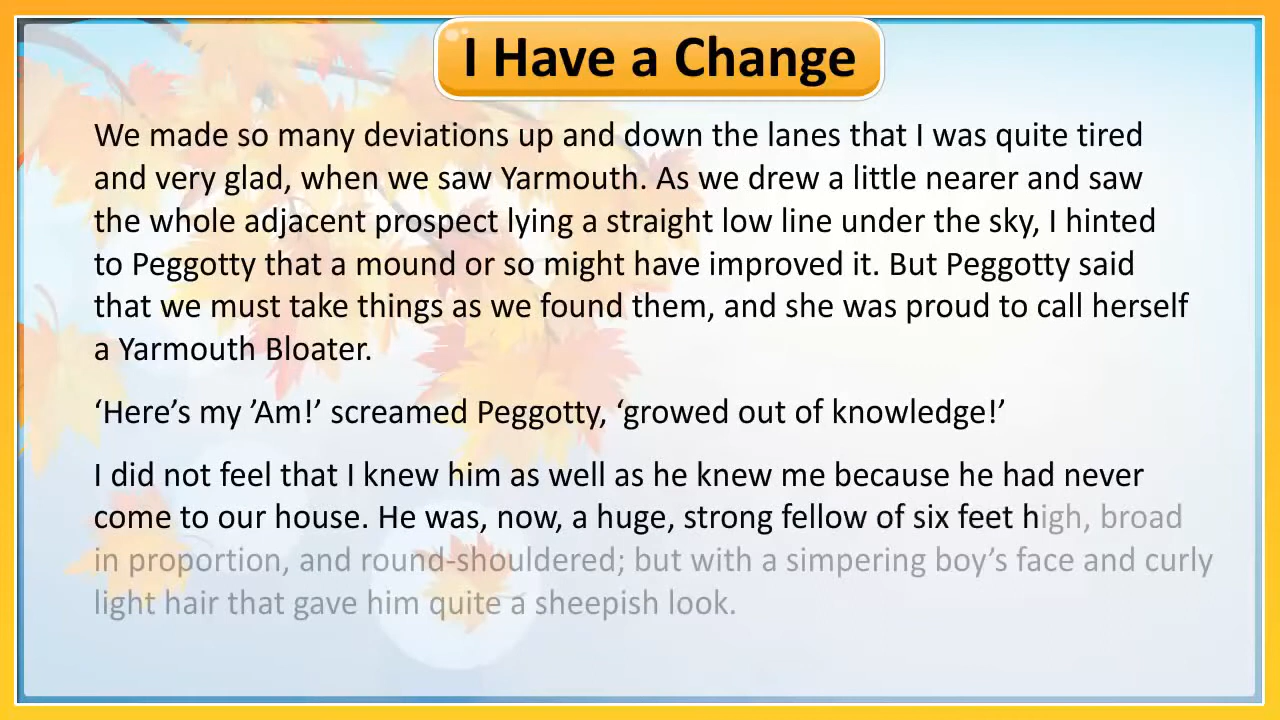 I Have a Change
We made so many deviations up and down the lanes that I was quite tired
and very glad, when we saw Yarmouth. As we drew a little nearer and saw
the whole adjacent prospect lying a straight low line under the sky, I hinted
to Peggotty that a mound or so might have improved it. But Peggotty said
that we must take things as we found them, and she was proud to call herself
a Yarmouth Bloater.
‘Here’s my ’Am!’ screamed Peggotty, ‘growed out of knowledge!’
I did not feel that I knew him as well as he knew me because he had never
come to our house. He was, now, a huge, strong fellow of six feet high, broad
in proportion, and round-shouldered; but with a simpering boy’s face and curly
light hair that gave him quite a sheepish look.